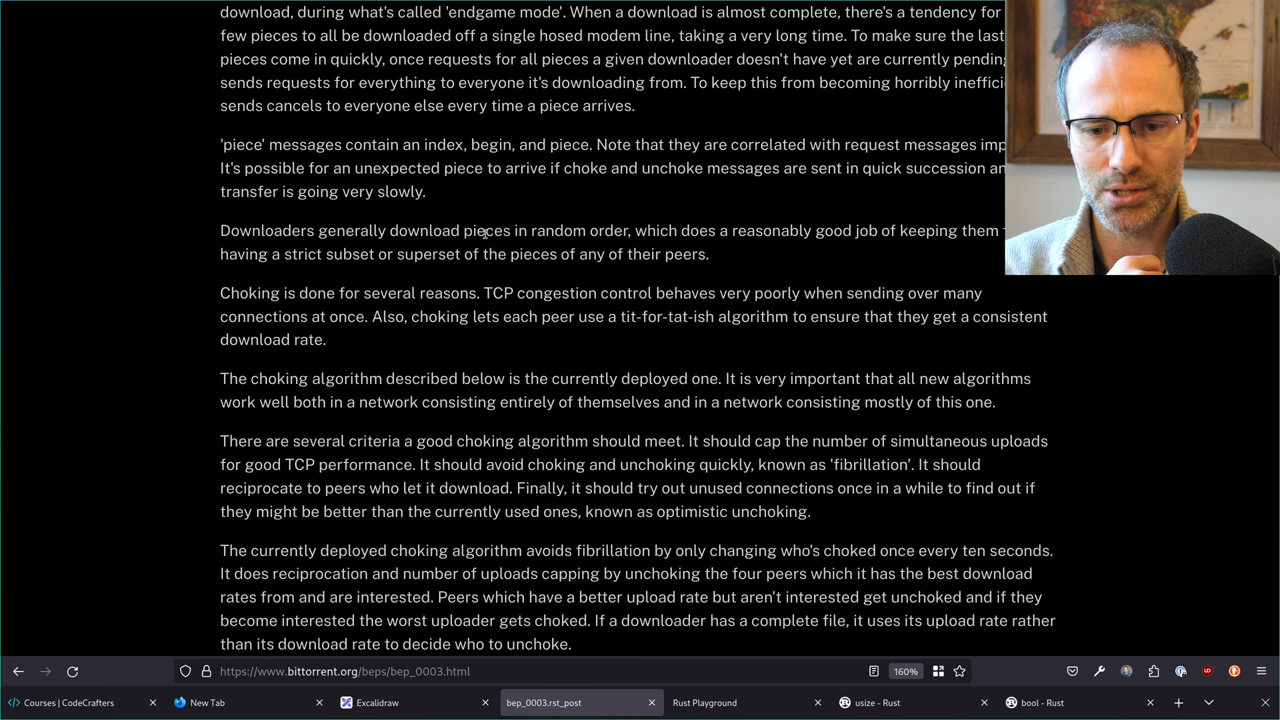 download, during what's called 'endgame mode'. When a download is almost complete, there's a tendency for
few pieces to all be downloaded off a single hosed modem line, taking a very long time. To make sure the last
pieces come in quickly, once requests for all pieces a given downloader doesn't have yet are currently pending
sends requests for everything to everyone it's downloading from. To keep this from becoming horribly
sends cancels to everyone else every time a piece arrives.
'piece' messages contain an index, begin, and piece. Note that they are correlated with request messages
It's possible for an unexpected piece to arrive if choke and unchoke messages are sent in quick succession
transfer is going very slowly.
Downloaders generally download pieces in random order, which does a reasonably good job of keeping them
having a strict subset or superset of the pieces of any of their peers.
Choking is done for several reasons. TCP congestion control behaves very poorly when sending over many
connections at once. Also, choking lets each peer use a tit-for-tat-ish algorithm to ensure that they get a consistent
download rate.
The choking algorithm described below is the currently deployed one. It is very important that all new algorithms
work well both in a network consisting entirely of themselves and in a network consisting mostly of this one.
There are several criteria a good choking algorithm should meet. It should cap the number of simultaneous uploads
for good TCP performance. It should avoid choking and unchoking quickly, known as 'fibrillation'. It should
reciprocate to peers who let it download. Finally, it should try out unused connections once in a while to find out if
they might be better than the currently used ones, known as optimistic unchoking.
The currently deployed choking algorithm avoids fibrillation by only changing who's choked once every ten seconds.
It does reciprocation and number of uploads capping by unchoking the four peers which it has the best download
rates from and are interested. Peers which have a better upload rate but aren't interested get unchoked and if they
become interested the worst uploader gets choked. If a downloader has a complete file, it uses its upload rate rather
than its download rate to decide who to unchoke.
https://www.bittorrent.org/beps/bep_0003.html 160%
Courses | CodeCrafters New Tab Excalidraw bep_0003.rst_post Rust Playground usize - Rust bool - Rust